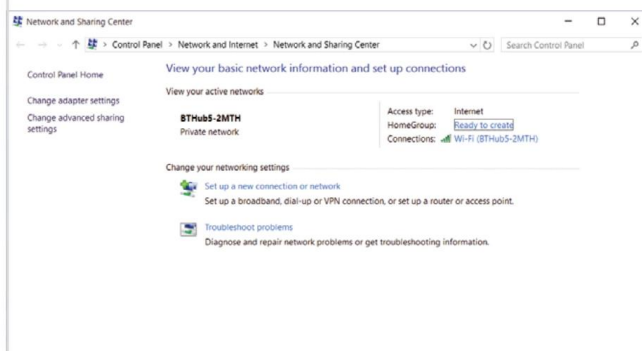 Network and Sharing Center
Control Panel > Network and Internet > Network and Sharing Center
Search Control Panel
Control Panel Home
Change adapter settings
Change advanced sharing
settings
View your basic network information and set up connections
View your active networks
BTHub5-2MTH
Private network
Access type: Internet
HomeGroup: Ready to create
Connections: Wi-Fi (BTHub5-2MTH)
Change your networking settings
Set up a new connection or network
Set up a broadband, dial-up or VPN connection, or set up a router or access point.
Troubleshoot problems
Diagnose and repair network problems or get troubleshooting information.